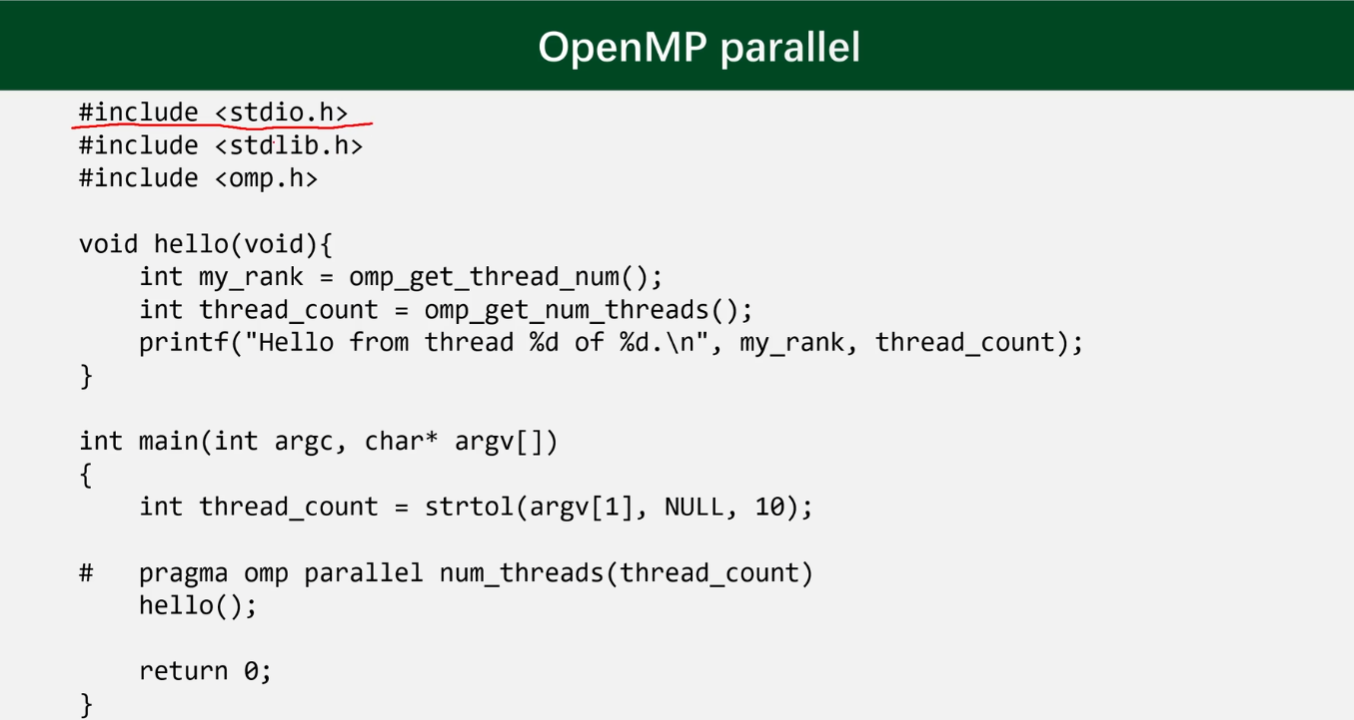 OpenMP parallel
#include <stdio.h>
#include <stdlib.h>
#include <omp.h>
void hello(void){
    int my_rank = omp_get_thread_num();
    int thread_count = omp_get_num_threads();
    printf("Hello from thread %d of %d.\n", my_rank, thread_count);
}
int main(int argc, char* argv[])
{
    int thread_count = strtol(argv[1], NULL, 10);
#   pragma omp parallel num_threads(thread_count)
    hello();
    return 0;
}